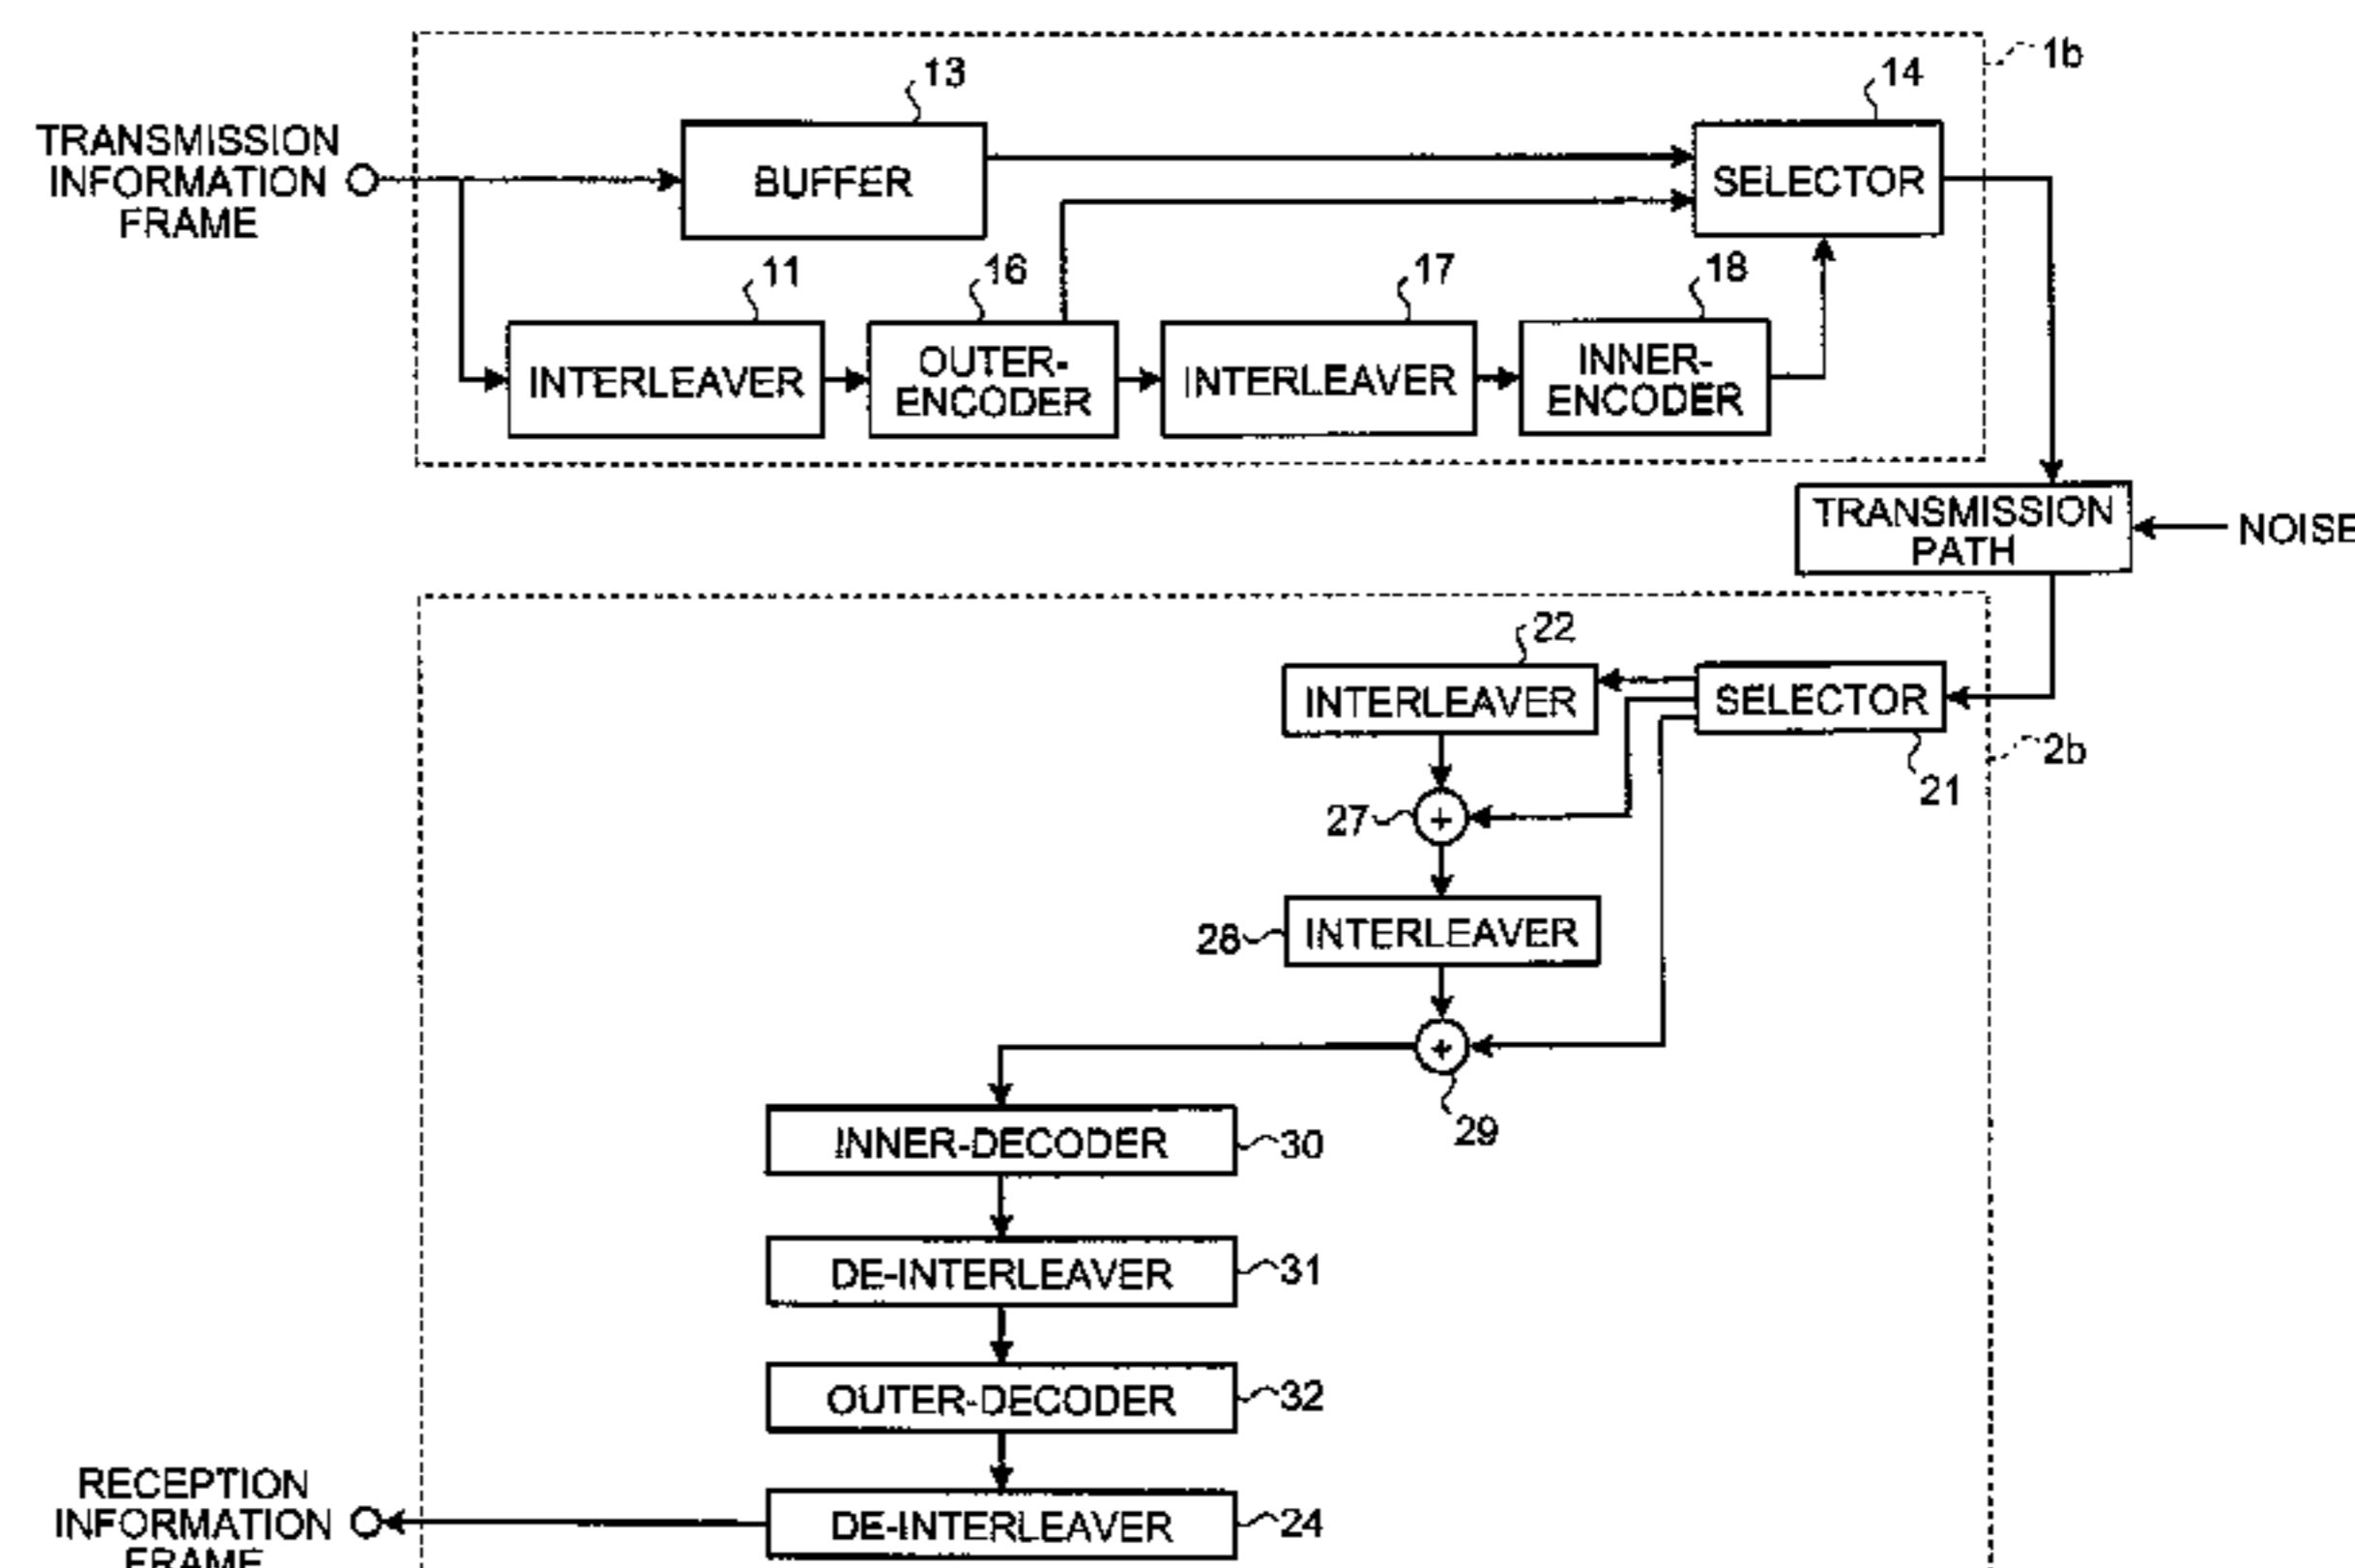 1b
13
14
TRANSMISSION
INFORMATION
FRAME
BUFFER
SELECTOR
11
16
17
18
INTERLEAVER
OUTER-
ENCODER
INTERLEAVER
INNER-
ENCODER
TRANSMISSION
PATH
NOISE
22
INTERLEAVER
SELECTOR
2b
21
27
+
28
INTERLEAVER
+
29
INNER-DECODER
30
DE-INTERLEAVER
31
OUTER-DECODER
32
RECEPTION
INFORMATION
FRAME
DE-INTERLEAVER
24